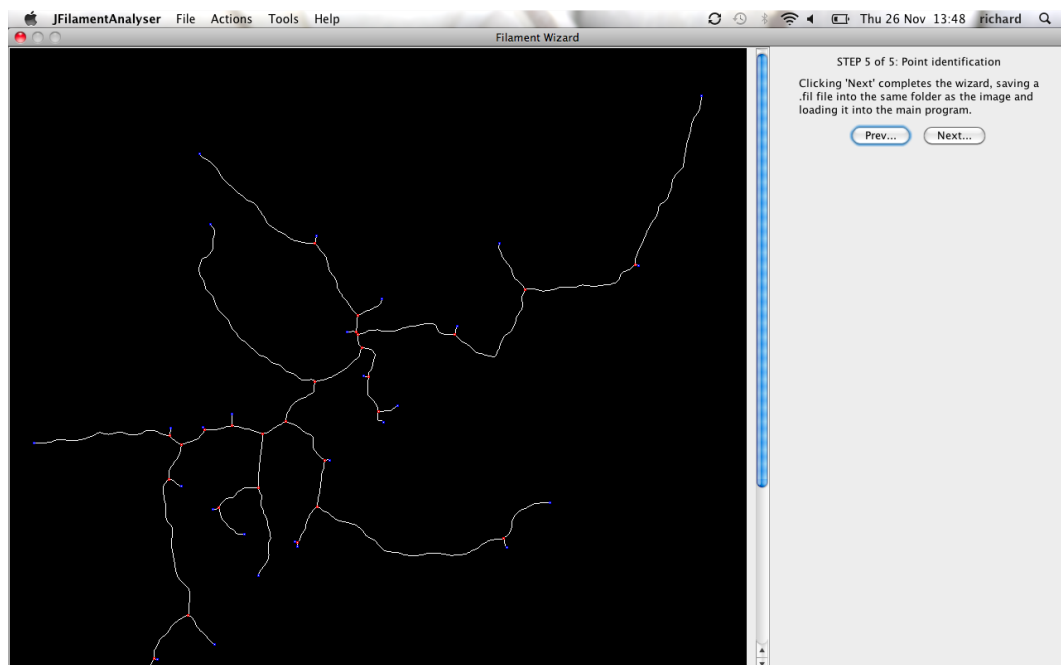 JFilamentAnalyser File Actions Tools Help Thu 26 Nov 13:48 richard
Filament Wizard
STEP 5 of 5: Point identification
Clicking 'Next' completes the wizard, saving a
.fil file into the same folder as the image and
loading it into the main program.
Prev... Next...